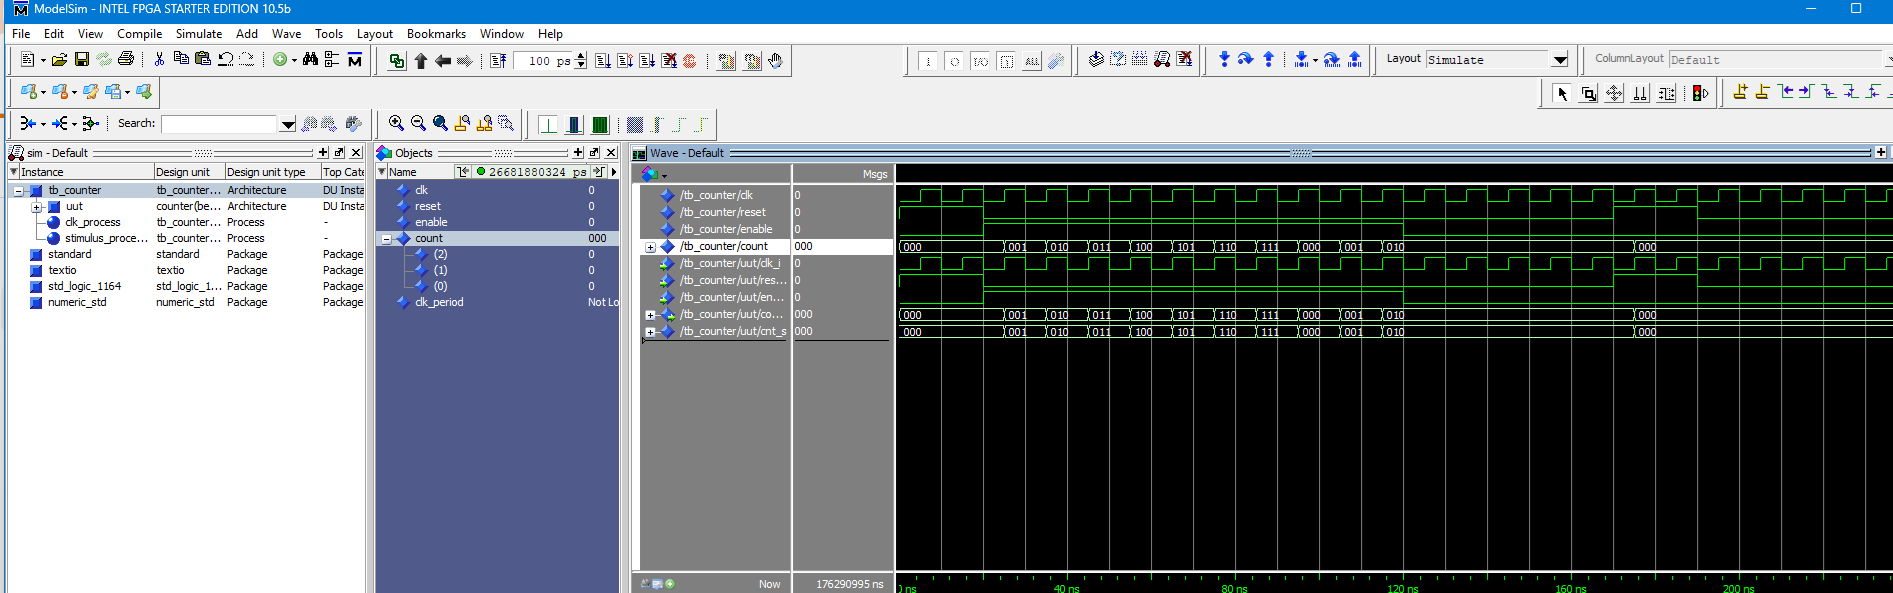 ModelSim - INTEL FPGA STARTER EDITION 10.5b
File Edit View Compile Simulate Add Wave Tools Layout Bookmarks Window Help
100 ps
Layout Simulate
ColumnLayout Default
Search:
sim - Default
Instance Design unit Design unit type Top Cate
tb_counter tb_counter... Architecture DU Insta
uut counter(be... Architecture DU Insta
clk_process tb_counter... Process -
stimulus_proce... tb_counter... Process -
standard standard Package Package
textio textio Package Package
std_logic_1164 std_logic_1... Package Package
numeric_std numeric_std Package Package
Objects
Name 26681880324 ps
clk 0
reset 0
enable 0
count 000
(2) 0
(1) 0
(0) 0
clk_period Not Lo
Wave - Default
Msgs
/tb_counter/clk 0
/tb_counter/reset 0
/tb_counter/enable 0
/tb_counter/count 000 000 001 010 011 100 101 110 111 000 001 010 000
/tb_counter/uut/clk_i 0
/tb_counter/uut/res... 0
/tb_counter/uut/en... 0
/tb_counter/uut/co... 000 000 001 010 011 100 101 110 111 000 001 010 000
/tb_counter/uut/cnt_s 000 000 001 010 011 100 101 110 111 000 001 010 000
Now 176290995 ns
ns 40 ns 80 ns 120 ns 160 ns 200 ns